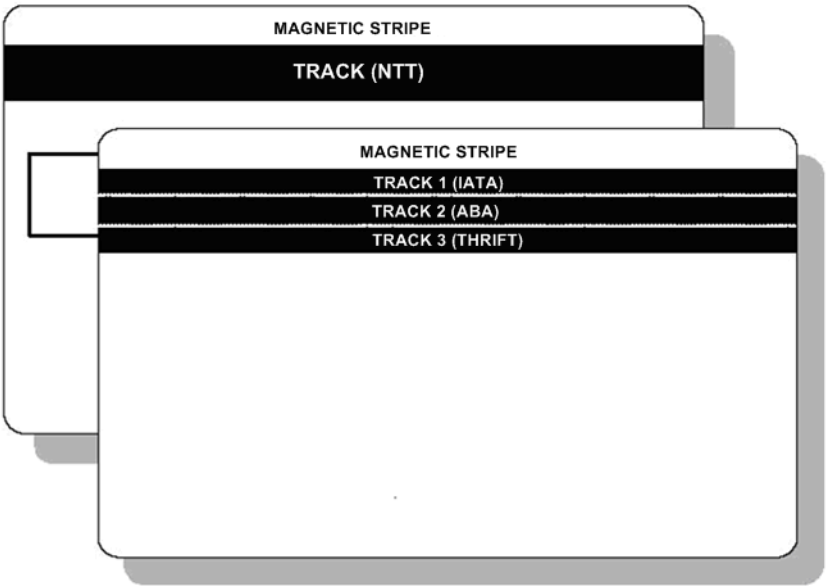 MAGNETIC STRIPE
TRACK (NTT)
MAGNETIC STRIPE
TRACK 1 (IATA)
TRACK 2 (ABA)
TRACK 3 (THRIFT)